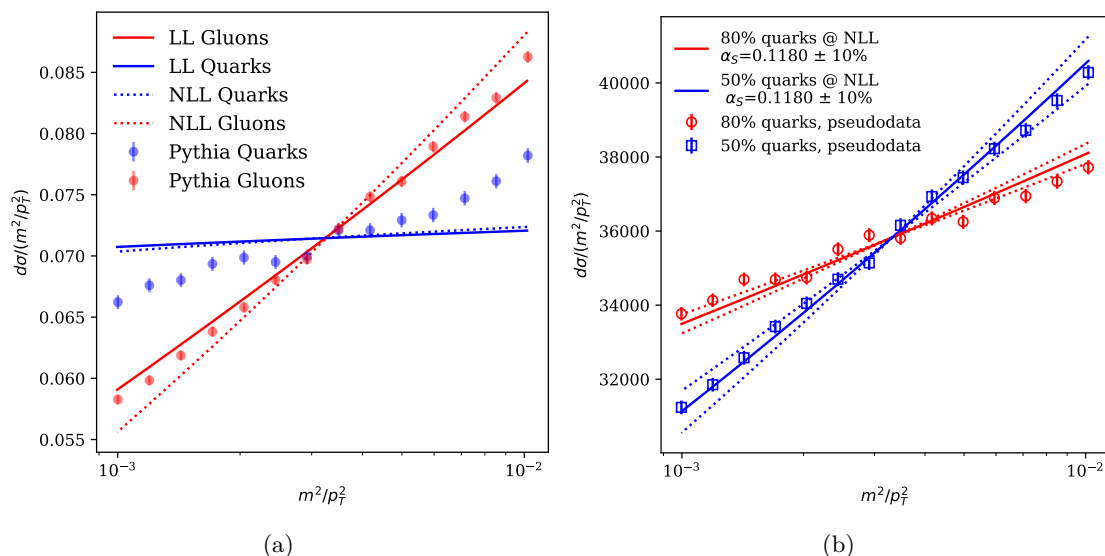 LL Gluons
LL Quarks
NLL Quarks
NLL Gluons
Pythia Quarks
Pythia Gluons
0.085
0.080
0.075
0.070
0.065
0.060
0.055
dσ/(m²/p_T²)
10⁻³
10⁻²
m²/p_T²
(a)
80% quarks @ NLL
α_S=0.1180 ± 10%
50% quarks @ NLL
α_S=0.1180 ± 10%
80% quarks, pseudodata
50% quarks, pseudodata
40000
38000
36000
34000
32000
dσ/(m²/p_T²)
10⁻³
10⁻²
m²/p_T²
(b)